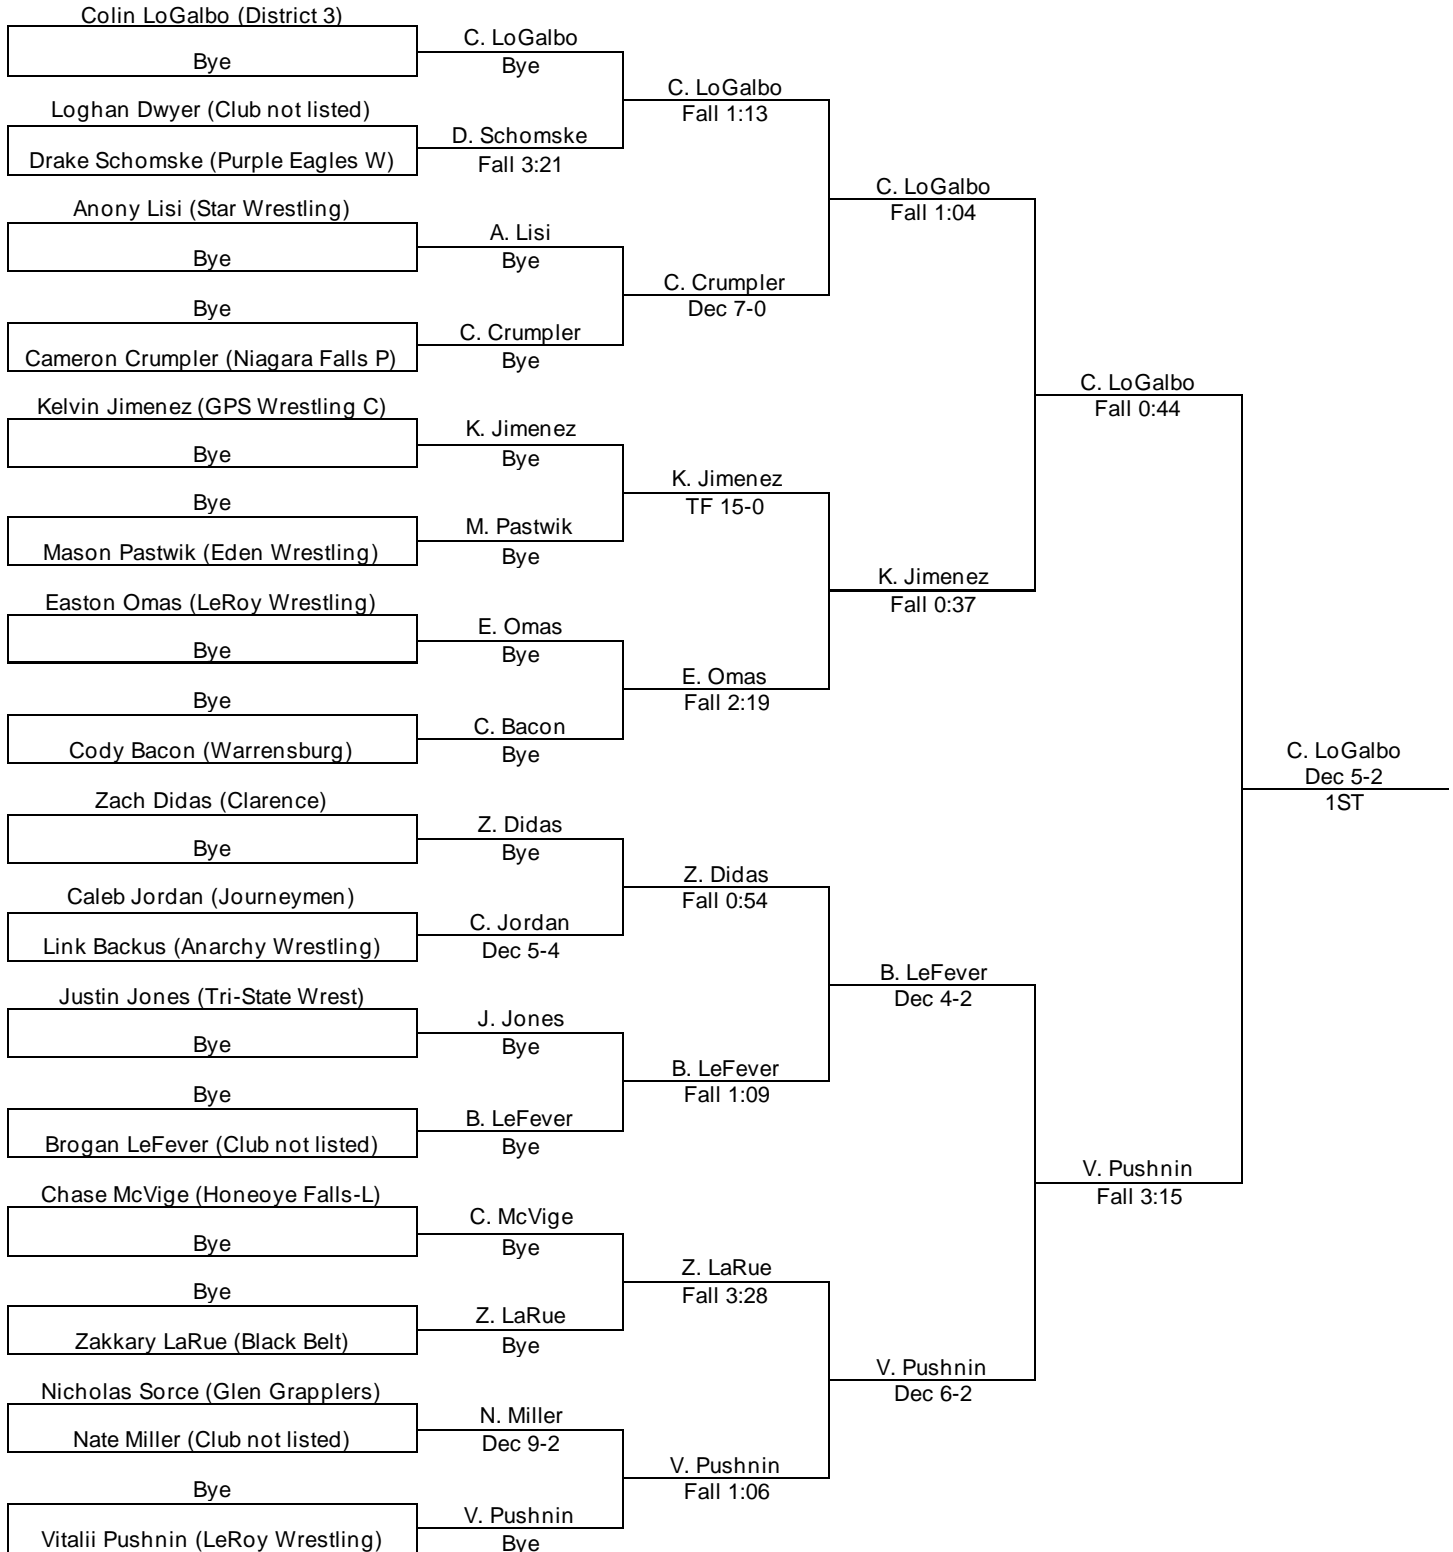 Colin LoGalbo (District 3)
Bye
Loghan Dwyer (Club not listed)
Drake Schomske (Purple Eagles W)
Anony Lisi (Star Wrestling)
Bye
Bye
Cameron Crumpler (Niagara Falls P)
Kelvin Jimenez (GPS Wrestling C)
Bye
Bye
Mason Pastwik (Eden Wrestling)
Easton Omas (LeRoy Wrestling)
Bye
Bye
Cody Bacon (Warrensburg)
Zach Didas (Clarence)
Bye
Caleb Jordan (Journeymen)
Link Backus (Anarchy Wrestling)
Justin Jones (Tri-State Wrest)
Bye
Bye
Brogan LeFever (Club not listed)
Chase McVige (Honeoye Falls-L)
Bye
Bye
Zakkary LaRue (Black Belt)
Nicholas Sorce (Glen Grapplers)
Nate Miller (Club not listed)
Bye
Vitalii Pushnin (LeRoy Wrestling)
C. LoGalbo
Bye
D. Schomske
Fall 3:21
A. Lisi
Bye
C. Crumpler
Bye
K. Jimenez
Bye
M. Pastwik
Bye
E. Omas
Bye
C. Bacon
Bye
Z. Didas
Bye
C. Jordan
Dec 5-4
J. Jones
Bye
B. LeFever
Bye
C. McVige
Bye
Z. LaRue
Bye
N. Miller
Dec 9-2
V. Pushnin
Bye
C. LoGalbo
Fall 1:13
C. Crumpler
Dec 7-0
K. Jimenez
TF 15-0
E. Omas
Fall 2:19
Z. Didas
Fall 0:54
B. LeFever
Fall 1:09
Z. LaRue
Fall 3:28
V. Pushnin
Fall 1:06
C. LoGalbo
Fall 1:04
K. Jimenez
Fall 0:37
B. LeFever
Dec 4-2
V. Pushnin
Dec 6-2
C. LoGalbo
Fall 0:44
V. Pushnin
Fall 3:15
C. LoGalbo
Dec 5-2
1ST